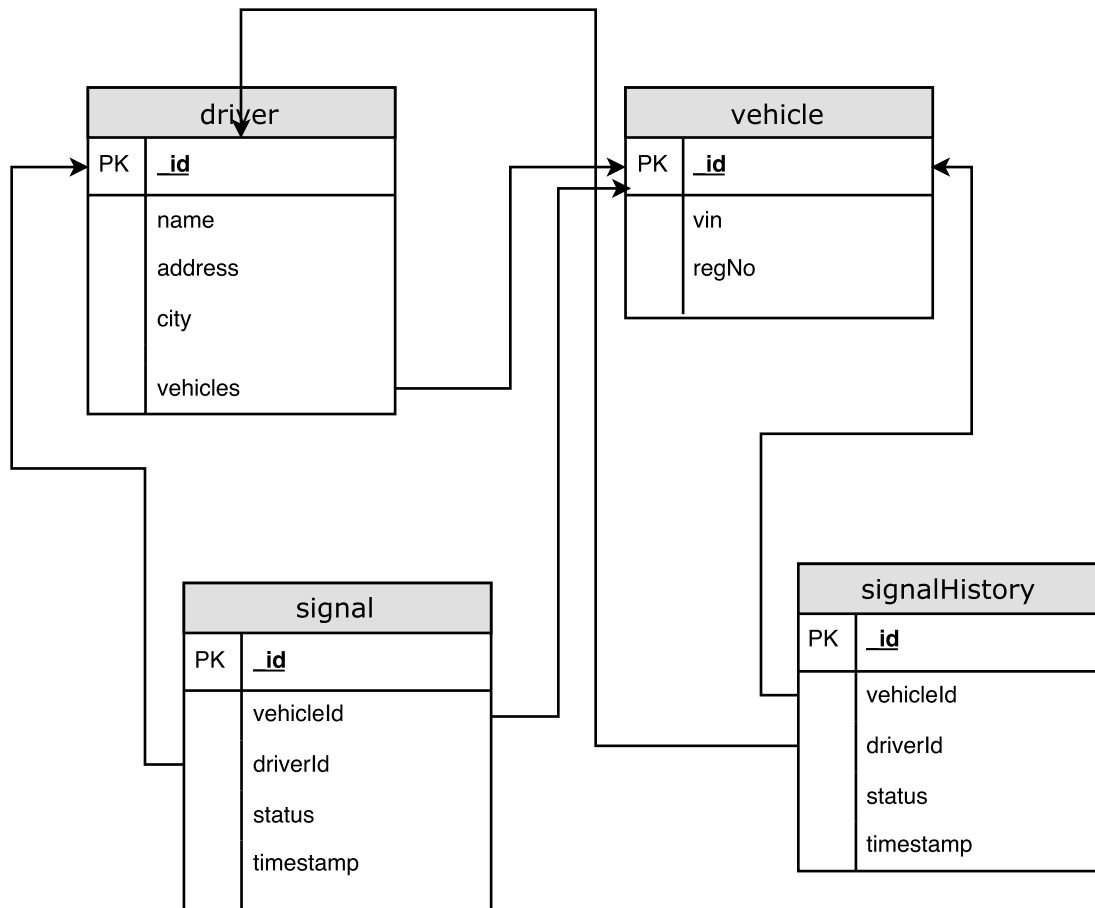 driver
PK _id
name
address
city
vehicles
vehicle
PK _id
vin
regNo
signal
PK _id
vehicleId
driverId
status
timestamp
signalHistory
PK _id
vehicleId
driverId
status
timestamp